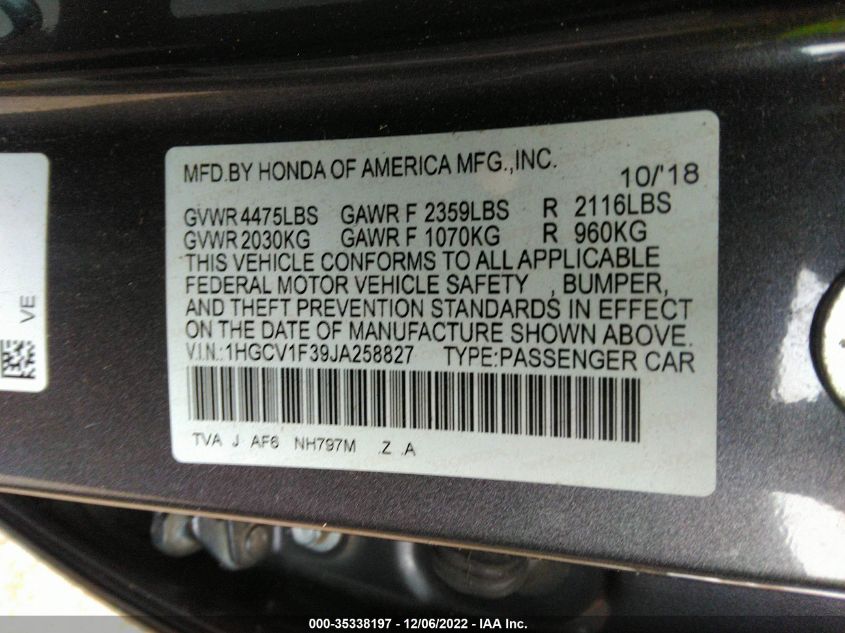 MFD.BY HONDA OF AMERICA MFG.,INC. 10/'18
GVWR 4475LBS GAWR F 2359LBS R 2116LBS
GVWR 2030KG GAWR F 1070KG R 960KG
THIS VEHICLE CONFORMS TO ALL APPLICABLE
FEDERAL MOTOR VEHICLE SAFETY , BUMPER,
AND THEFT PREVENTION STANDARDS IN EFFECT
ON THE DATE OF MANUFACTURE SHOWN ABOVE.
V.I.N.:1HGCV1F39JA258827 TYPE:PASSENGER CAR
TVA J AF6 NH797M .Z .A
VE
000-35338197 - 12/06/2022 - IAA Inc.